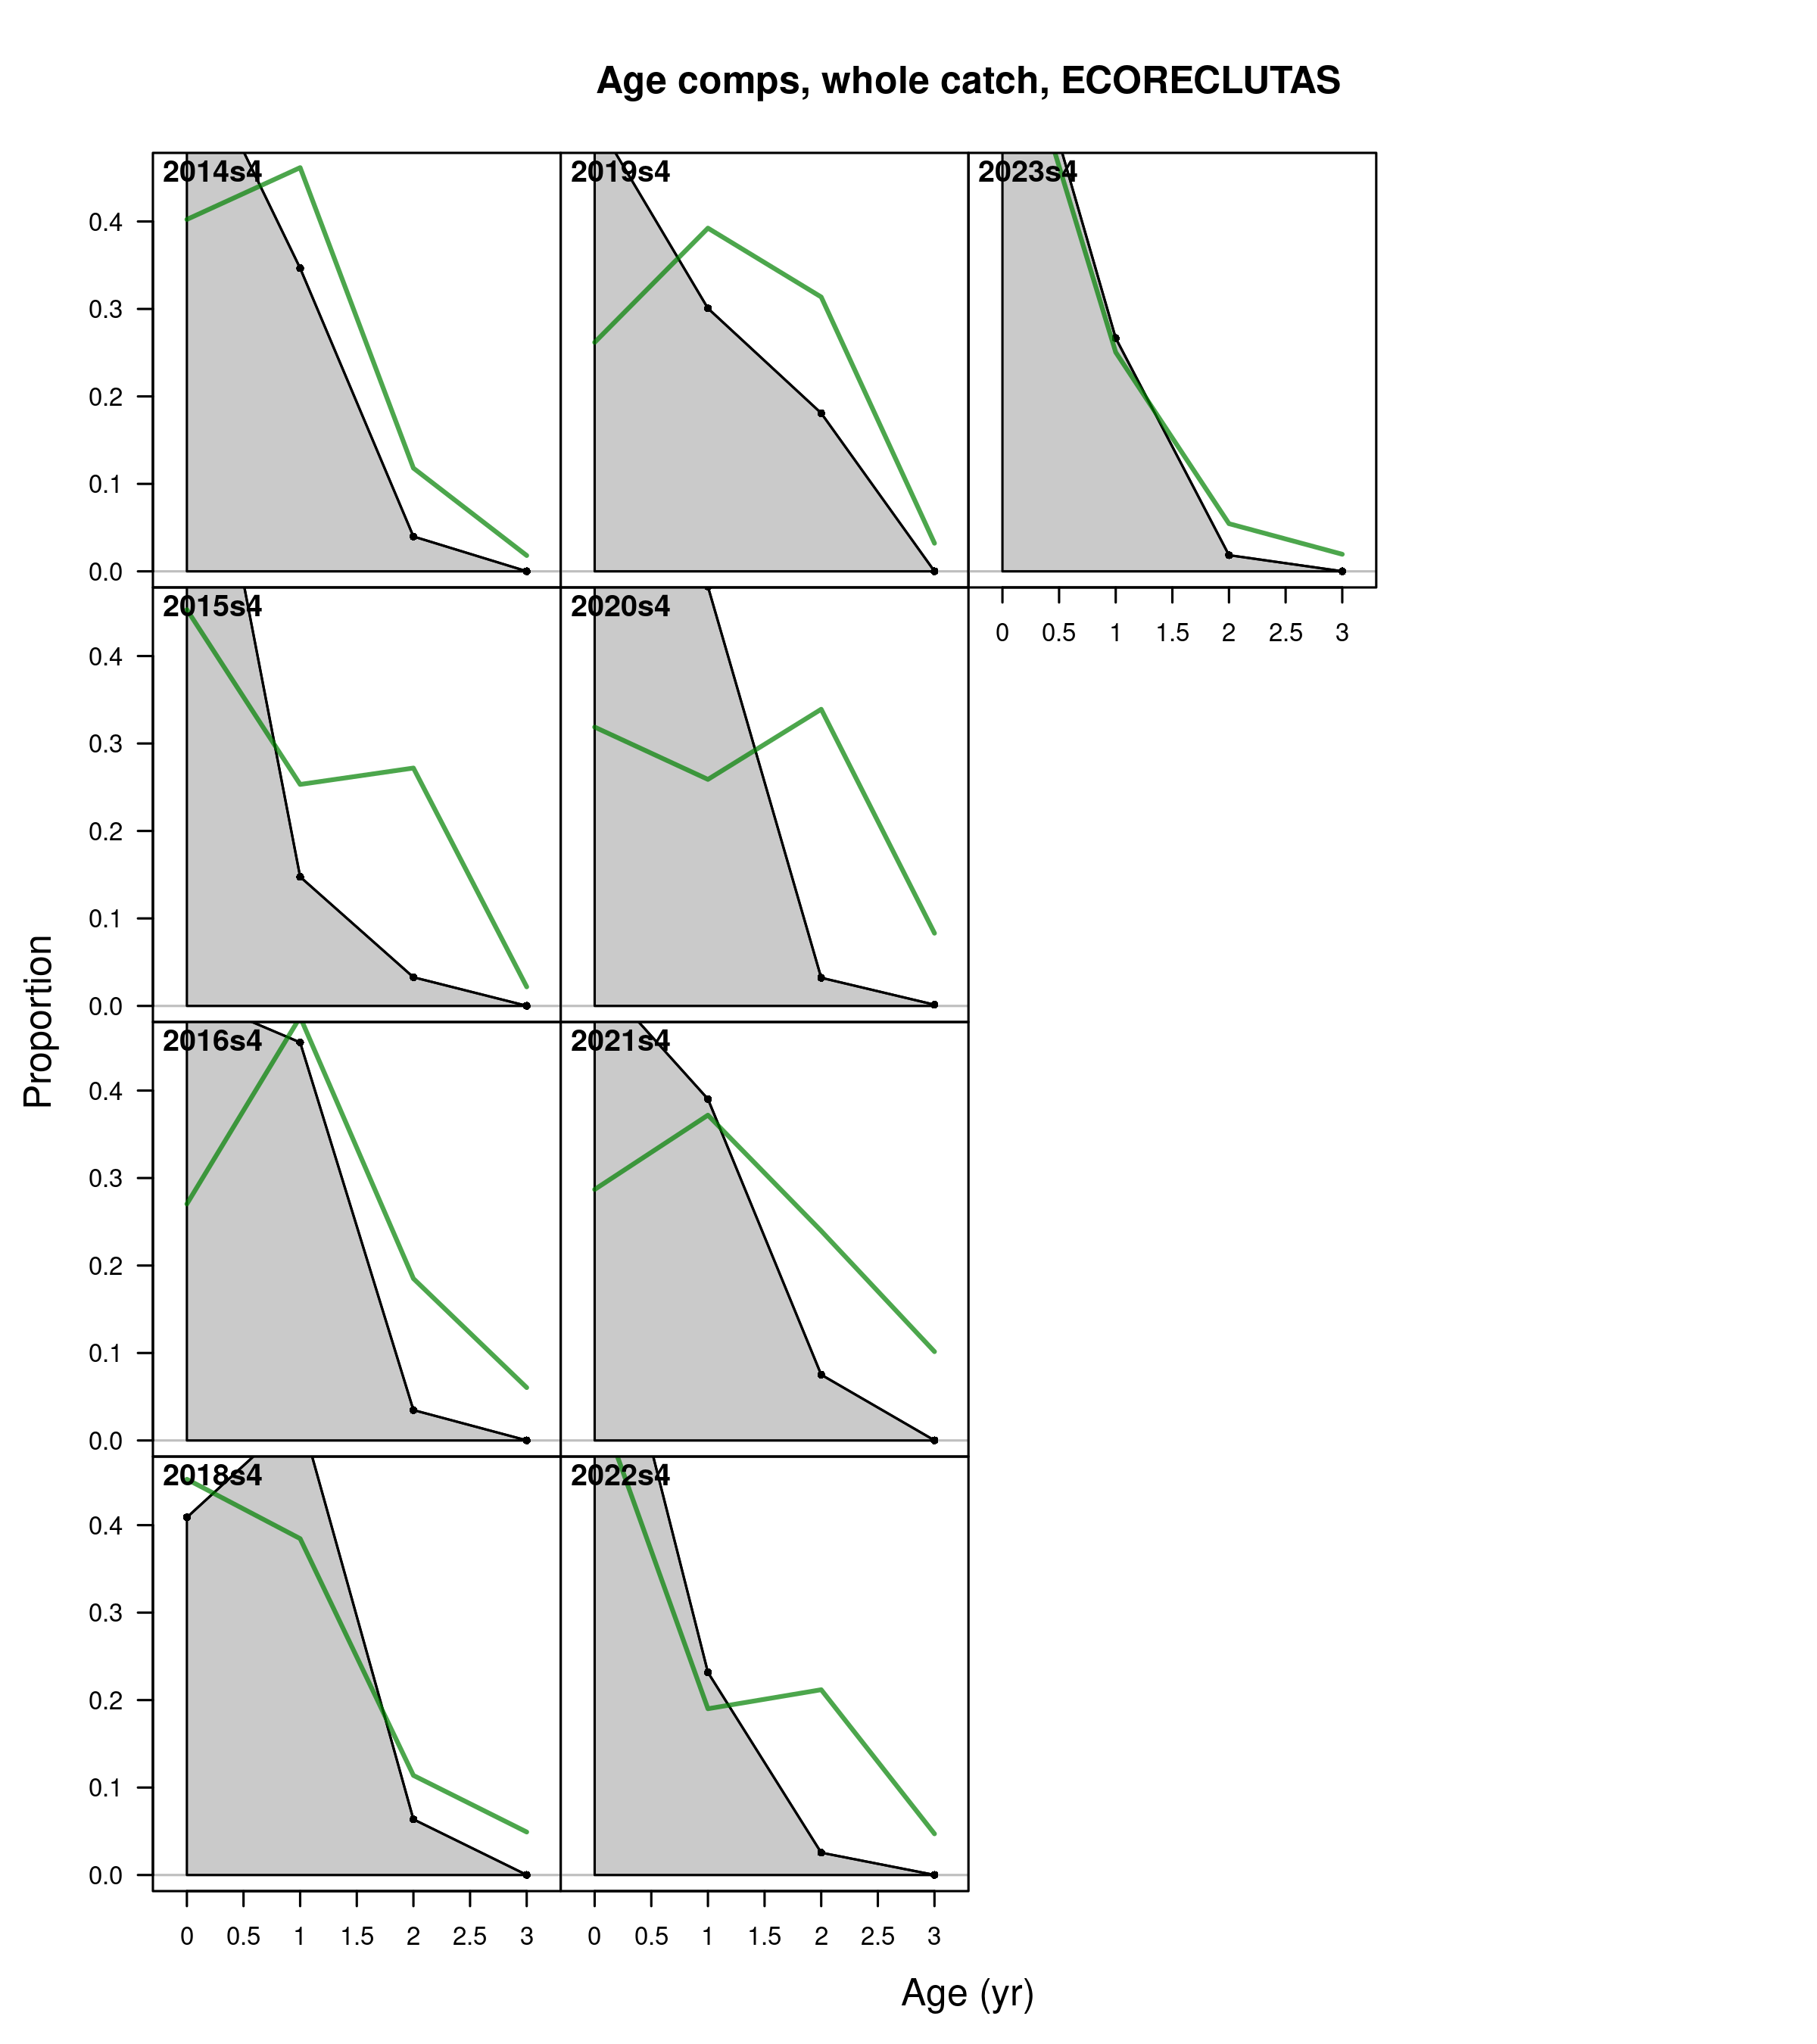 Age comps, whole catch, ECORECLUTAS
2014s4
2019s4
2023s4
0.4
0.3
0.2
0.1
0.0
2015s4
2020s4
0 0.5 1 1.5 2 2.5 3
0.4
0.3
0.2
0.1
0.0
2016s4
2021s4
0.4
0.3
0.2
0.1
0.0
2018s4
2022s4
0.4
0.3
0.2
0.1
0.0
0 0.5 1 1.5 2 2.5 3
0 0.5 1 1.5 2 2.5 3
Proportion
Age (yr)